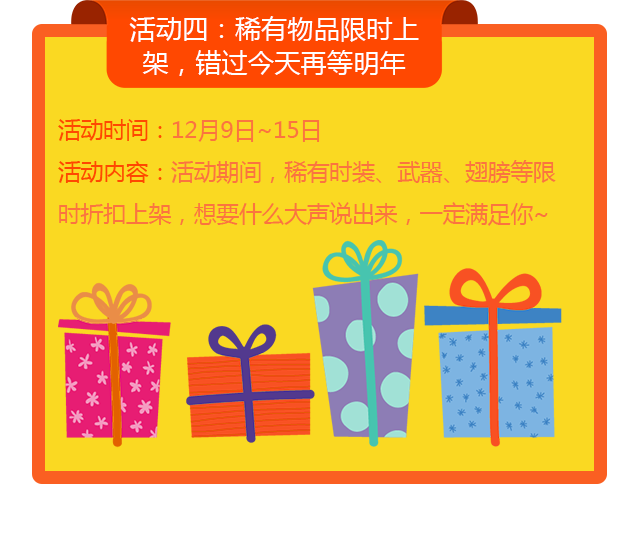 活动四：稀有物品限时上
架，错过今天再等明年
活动时间：12月9日~15日
活动内容：活动期间，稀有时装、武器、翅膀等限
时折扣上架，想要什么大声说出来，一定满足你~